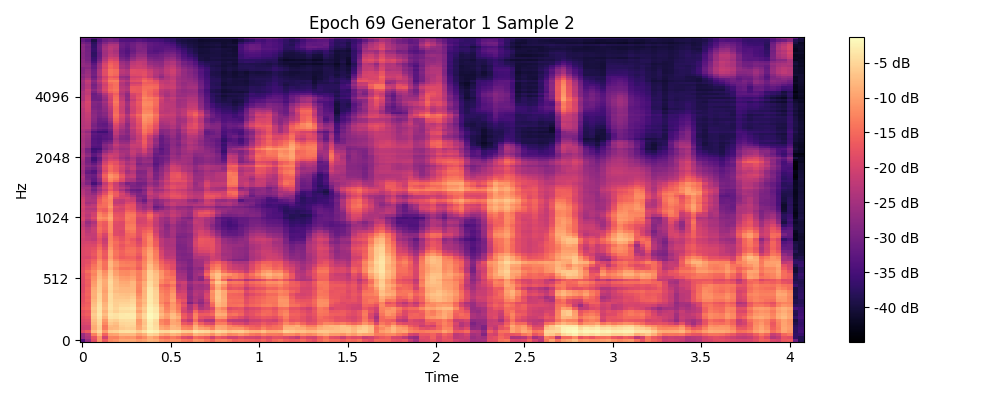 Epoch 69 Generator 1 Sample 2
Hz
4096
2048
1024
512
0
0 0.5 1 1.5 2 2.5 3 3.5 4
Time
-5 dB
-10 dB
-15 dB
-20 dB
-25 dB
-30 dB
-35 dB
-40 dB